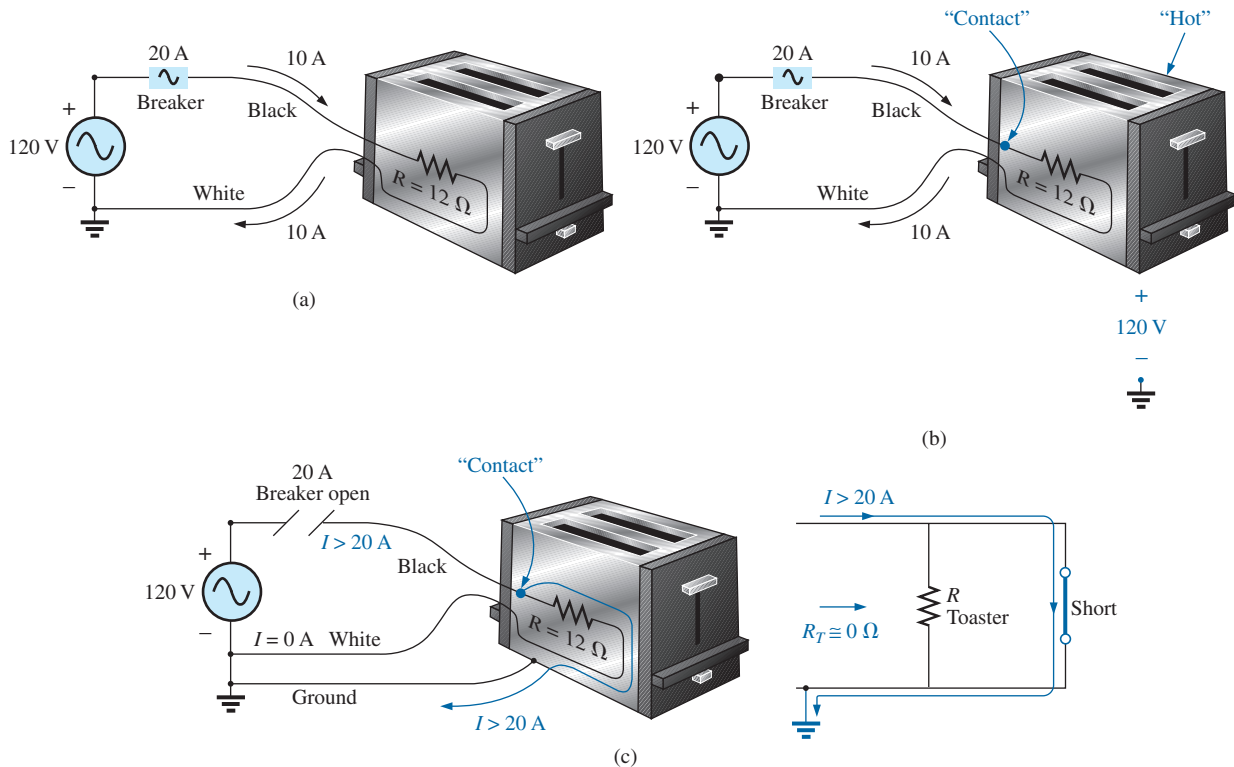 20 A
Breaker
10 A
Black
+
120 V
−
White
10 A
R = 12 Ω
(a)
"Contact"
"Hot"
20 A
Breaker
10 A
Black
+
120 V
−
White
10 A
R = 12 Ω
+
120 V
−
(b)
20 A
Breaker open
I > 20 A
"Contact"
Black
+
120 V
−
I = 0 A White
R = 12 Ω
Ground
I > 20 A
I > 20 A
R
Toaster
Short
R_T ≅ 0 Ω
(c)